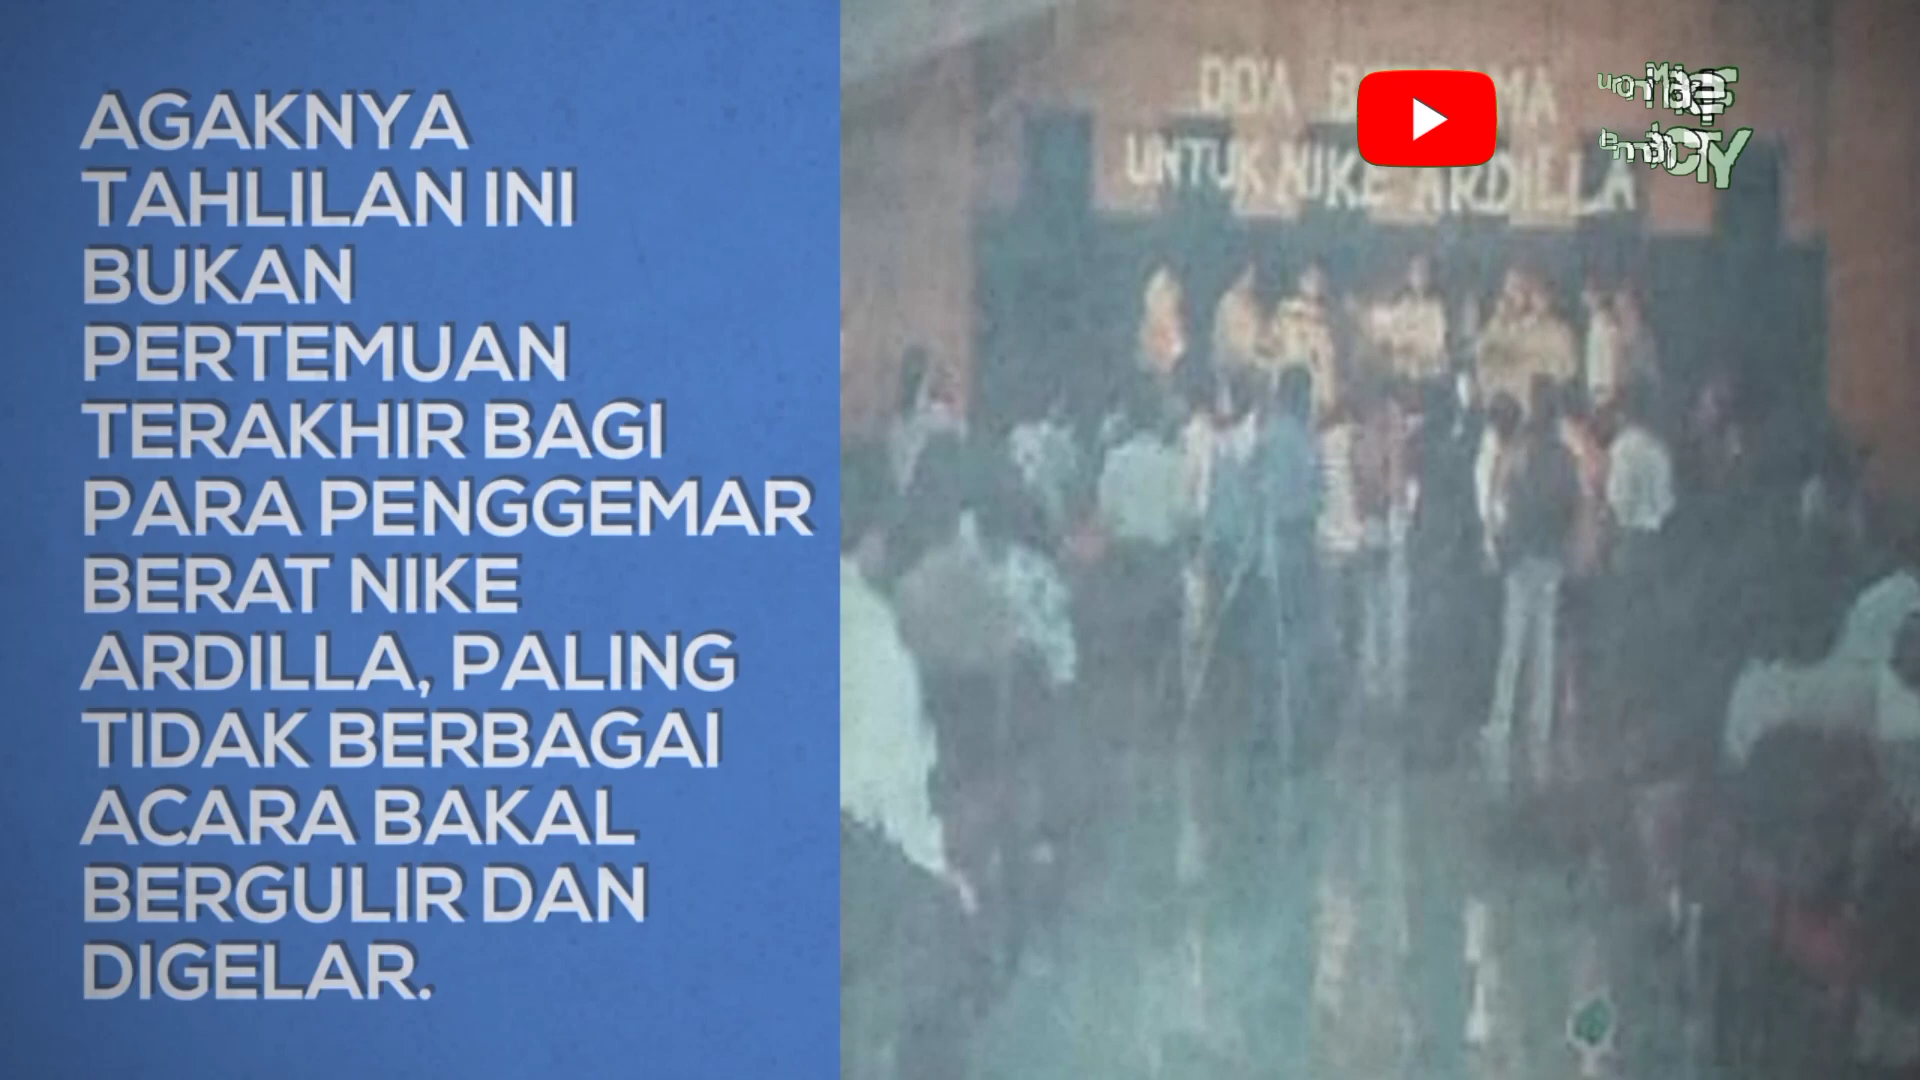 AGAKNYA
TAHLILAN INI
BUKAN
PERTEMUAN
TERAKHIR BAGI
PARA PENGGEMAR
BERAT NIKE
ARDILLA, PALING
TIDAK BERBAGAI
ACARA BAKAL
BERGULIR DAN
DIGELAR.
DO'A
UNTUK NIKE ARDILLA